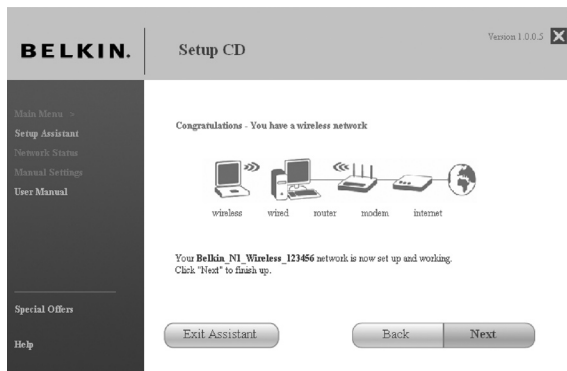 BELKIN.
Setup CD
Version 1.0.0.5
Main Menu >
Setup Assistant
Network Status
Manual Settings
User Manual
Special Offers
Help
Congratulations - You have a wireless network
wireless wired router modem internet
Your Belkin_N1_Wireless_123456 network is now set up and working.
Click "Next" to finish up.
Exit Assistant
Back
Next